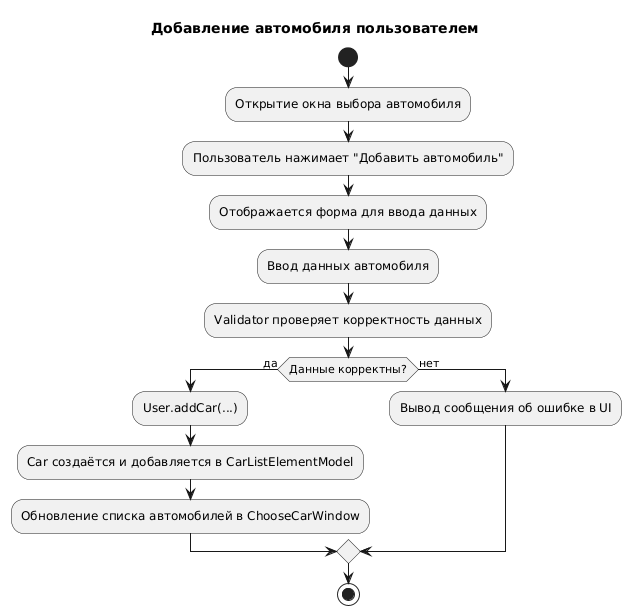 Добавление автомобиля пользователем
Открытие окна выбора автомобиля
Пользователь нажимает "Добавить автомобиль"
Отображается форма для ввода данных
Ввод данных автомобиля
Validator проверяет корректность данных
да
Данные корректны?
нет
User.addCar(...)
Вывод сообщения об ошибке в UI
Car создаётся и добавляется в CarListElementModel
Обновление списка автомобилей в ChooseCarWindow